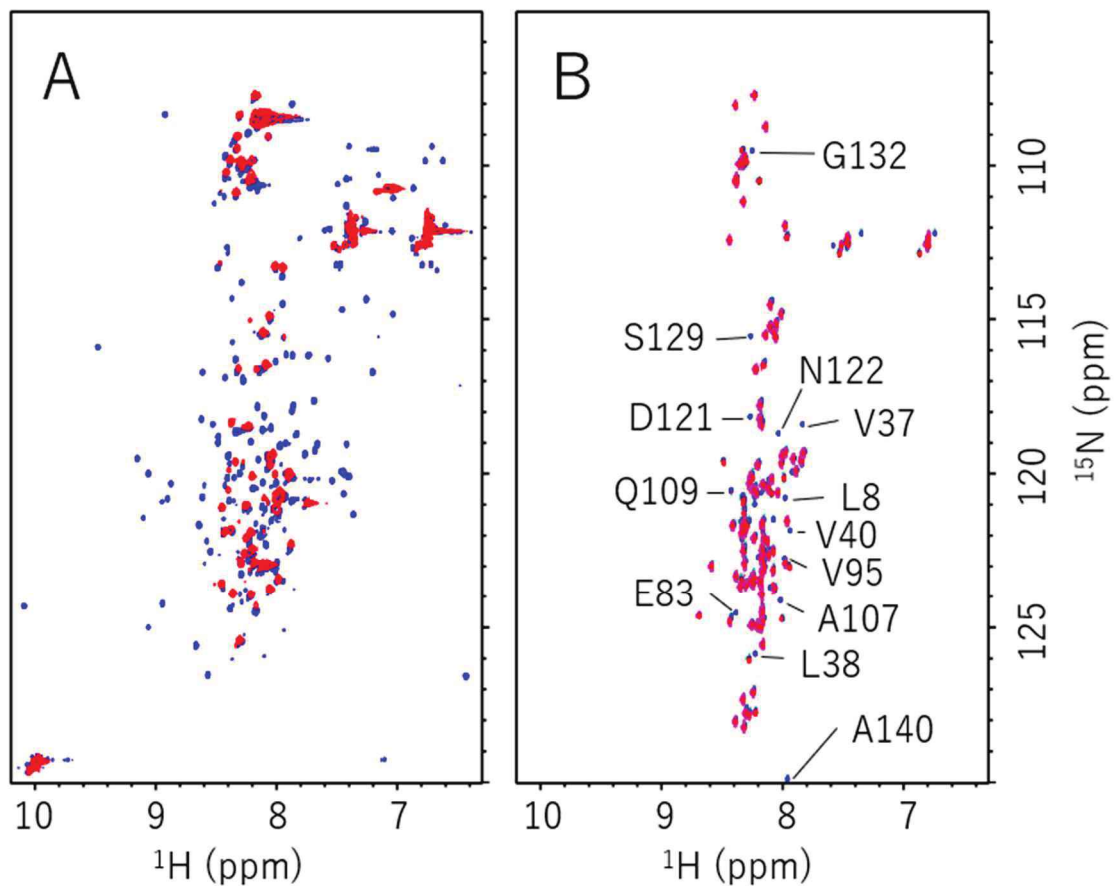 A
B
G132
S129
N122
D121
V37
Q109
L8
V40
V95
E83
A107
L38
A140
110
115
120
125
¹⁵N (ppm)
10 9 8 7
10 9 8 7
¹H (ppm)
¹H (ppm)